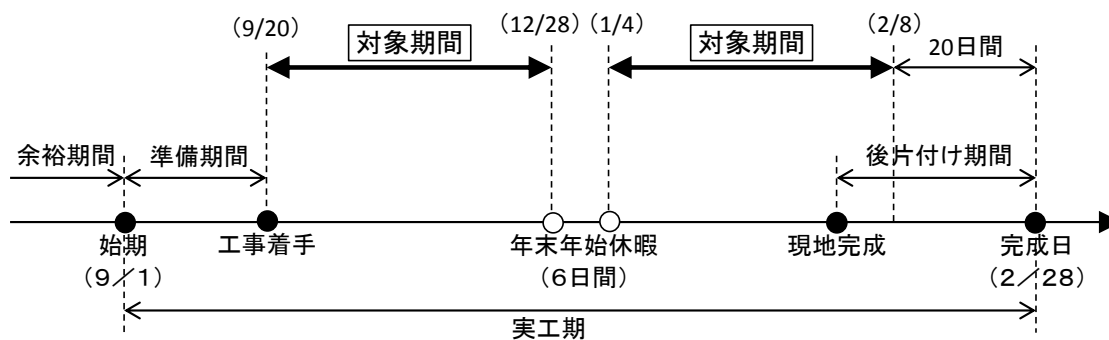 （9/20） 対象期間 （12/28）（1/4） 対象期間 （2/8） 20日間
余裕期間 準備期間 後片付け期間
始期 工事着手 年末年始休暇 現地完成 完成日
（９／１） （６日間） （２／２８）
実工期